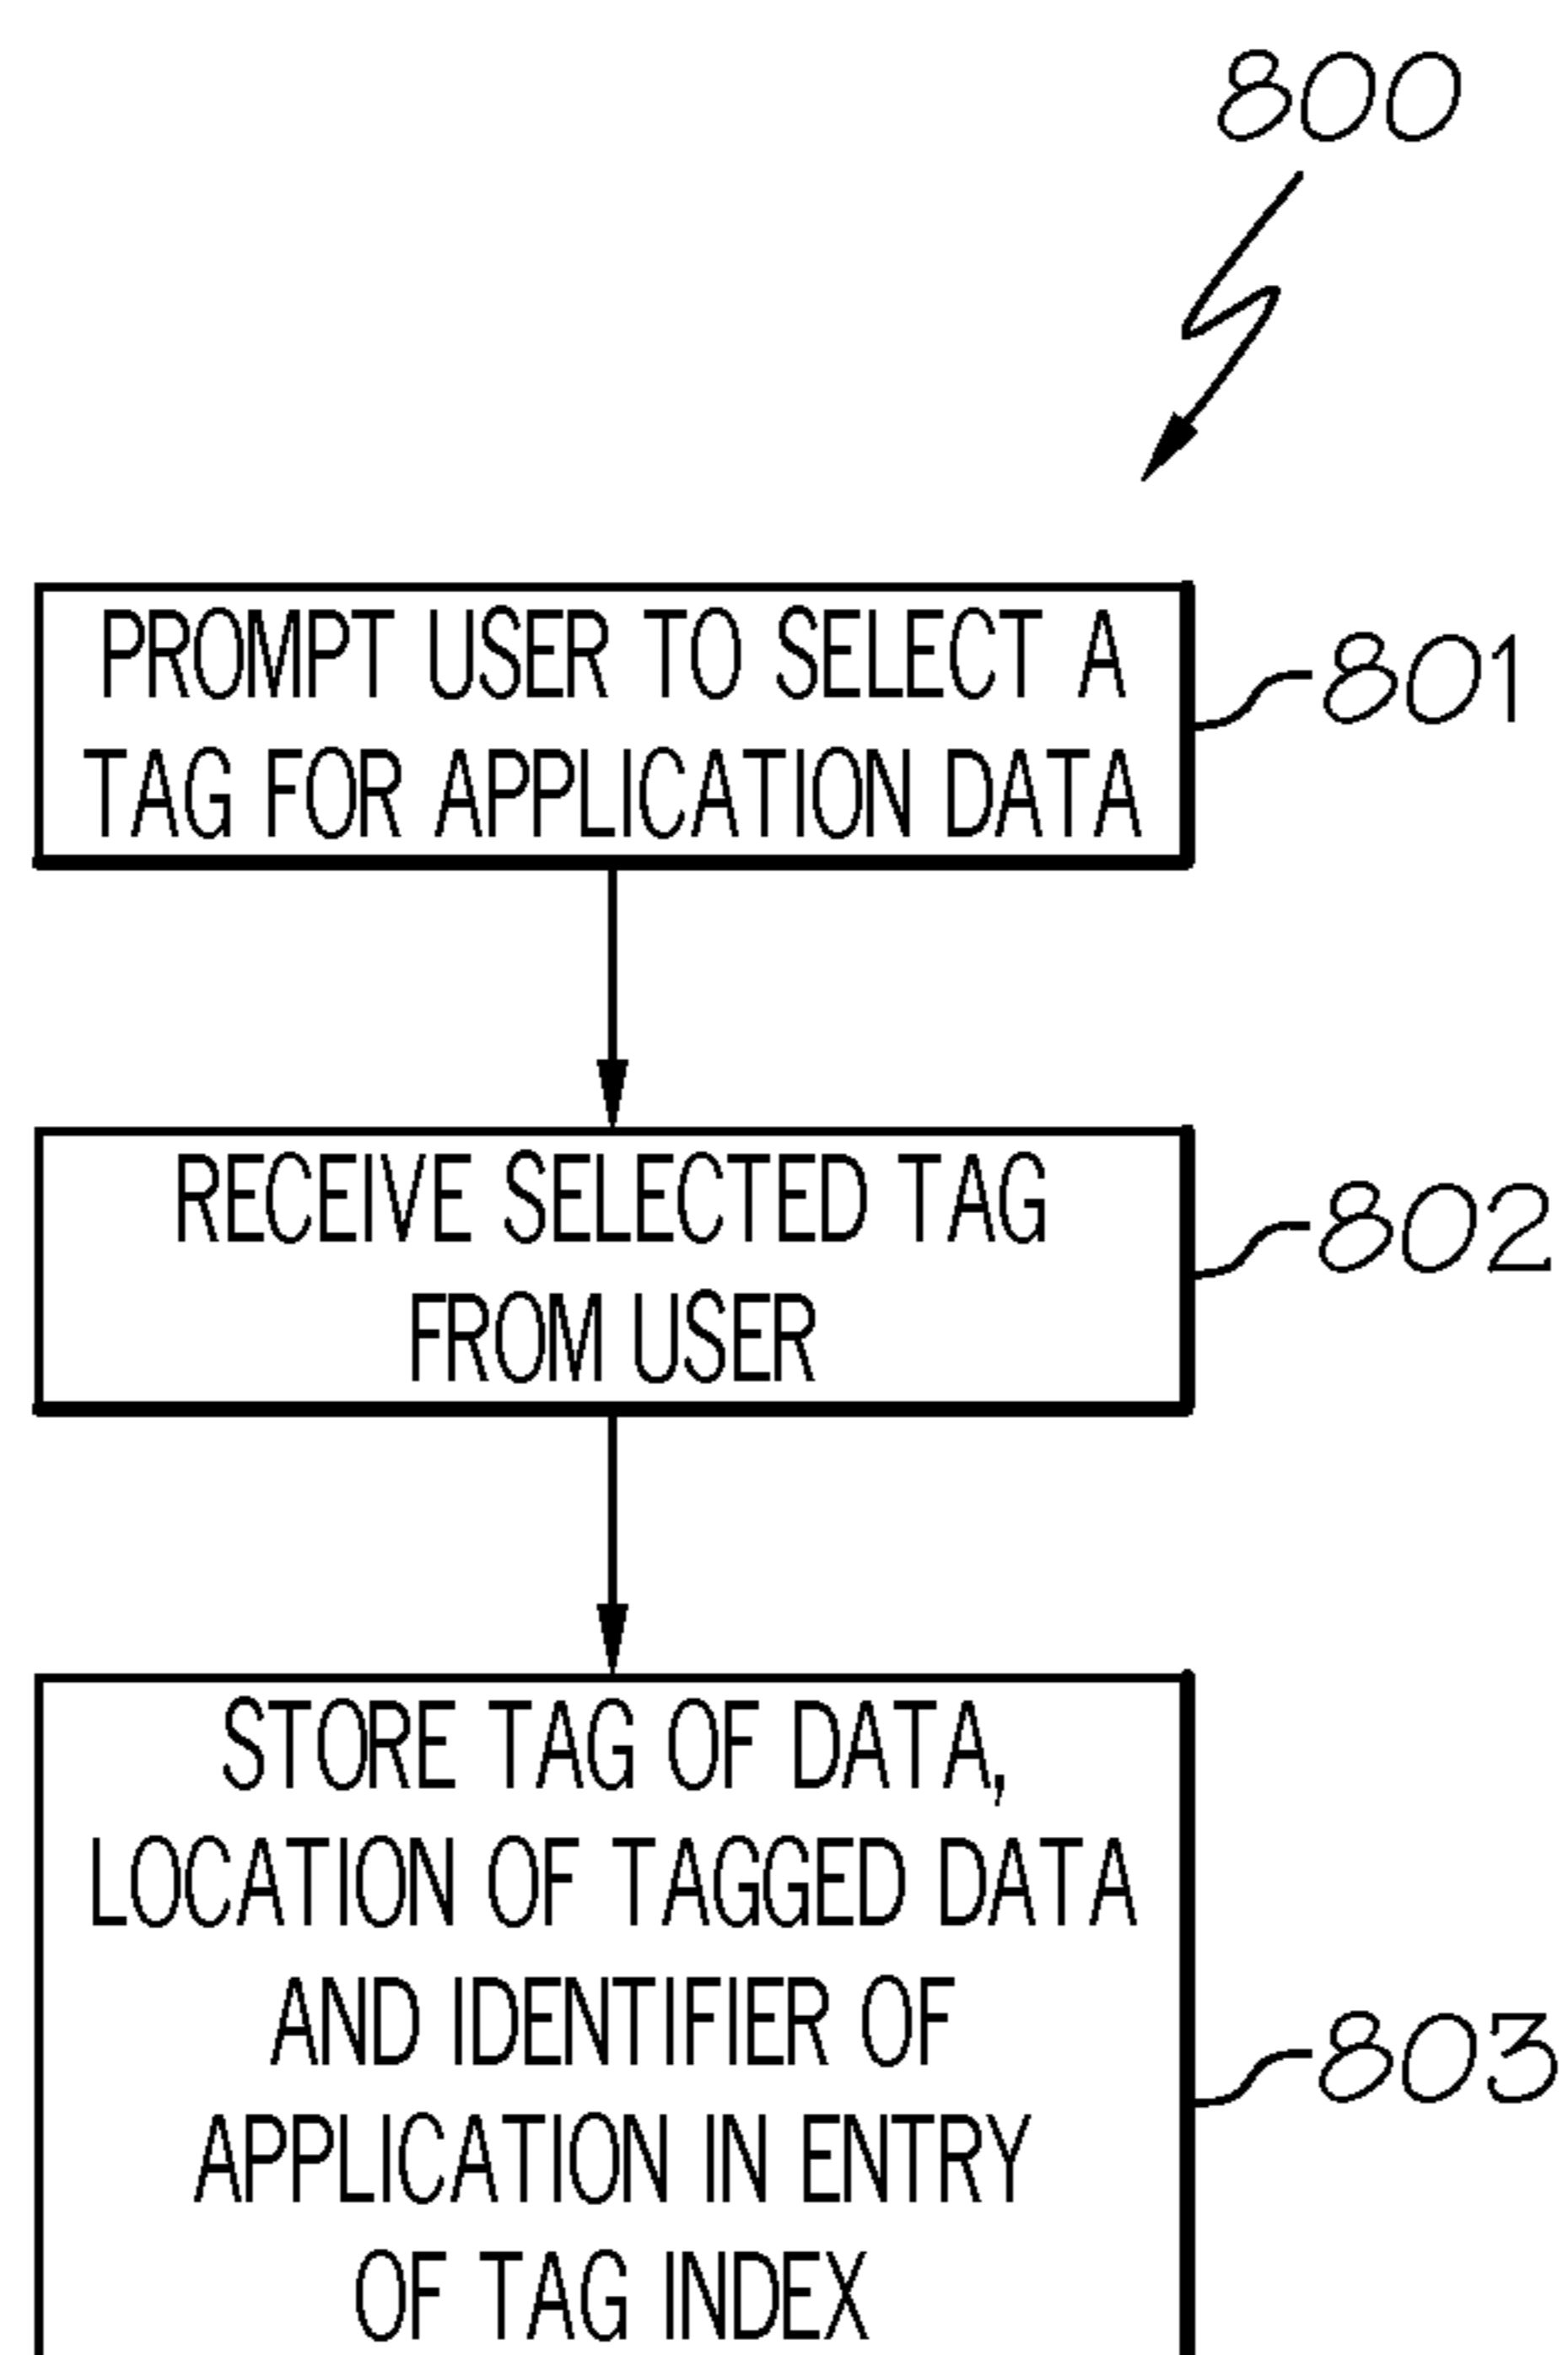 800
PROMPT USER TO SELECT A
TAG FOR APPLICATION DATA
801
RECEIVE SELECTED TAG
FROM USER
802
STORE TAG OF DATA,
LOCATION OF TAGGED DATA
AND IDENTIFIER OF
APPLICATION IN ENTRY
OF TAG INDEX
803